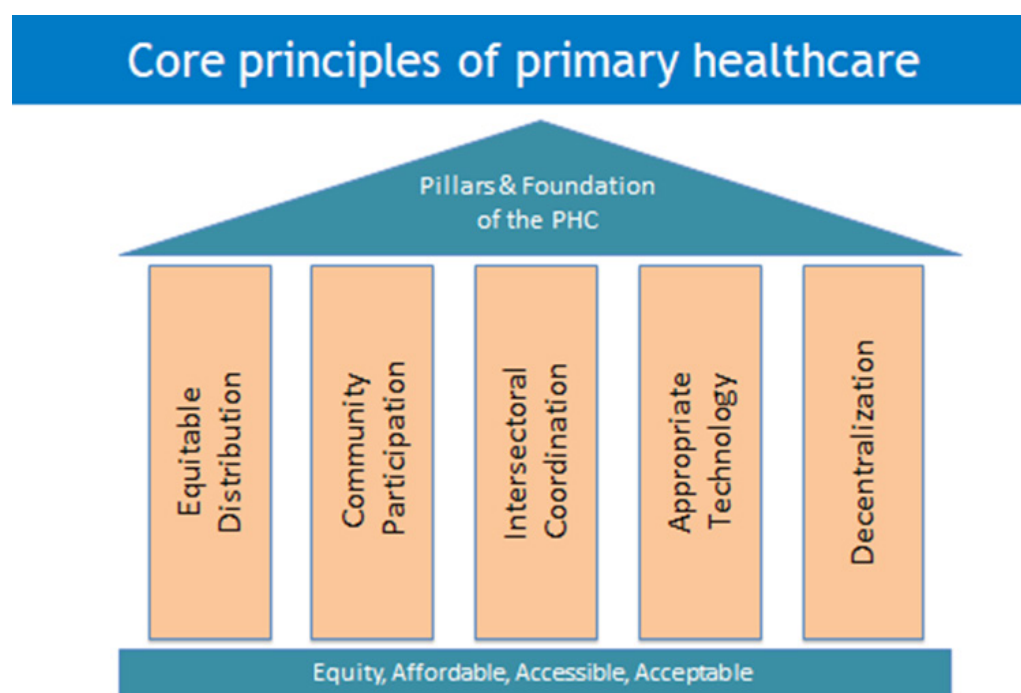 Core principles of primary healthcare
Pillars & Foundation
of the PHC
Equitable
Distribution
Community
Participation
Intersectoral
Coordination
Appropriate
Technology
Decentralization
Equity, Affordable, Accessible, Acceptable